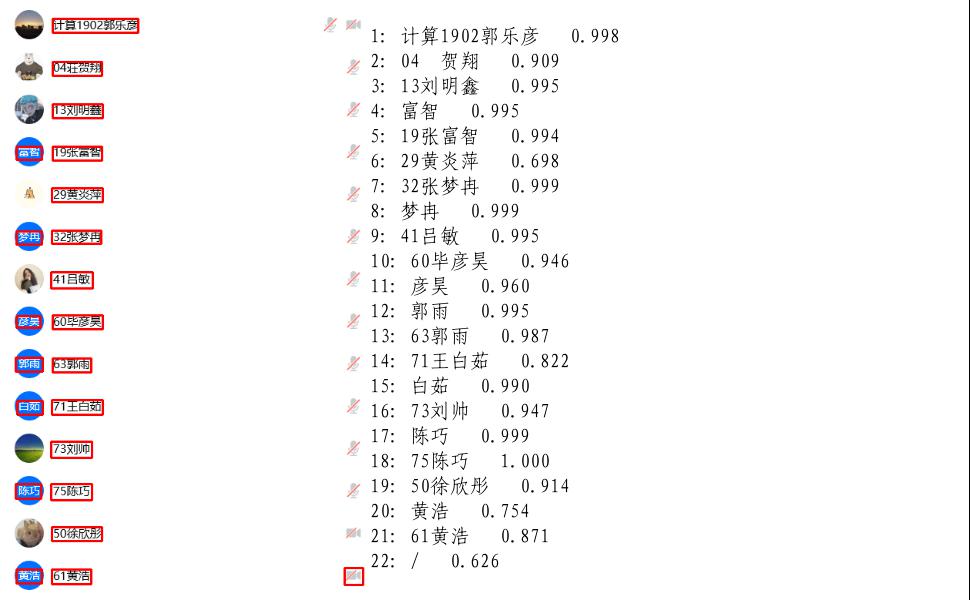 计算1902郭乐彦
04荘贺翔
13刘明鑫
富智 19张富智
29黄炎萍
梦冉 32张梦冉
41吕敏
彦昊 60毕彦昊
郭雨 63郭雨
白茹 71王白茹
73刘帅
陈巧 75陈巧
50徐欣彤
黄浩 61黄浩
1: 计算1902郭乐彦 0.998
2: 04 贺翔 0.909
3: 13刘明鑫 0.995
4: 富智 0.995
5: 19张富智 0.994
6: 29黄炎萍 0.698
7: 32张梦冉 0.999
8: 梦冉 0.999
9: 41吕敏 0.995
10: 60毕彦昊 0.946
11: 彦昊 0.960
12: 郭雨 0.995
13: 63郭雨 0.987
14: 71王白茹 0.822
15: 白茹 0.990
16: 73刘帅 0.947
17: 陈巧 0.999
18: 75陈巧 1.000
19: 50徐欣彤 0.914
20: 黄浩 0.754
21: 61黄浩 0.871
22: / 0.626